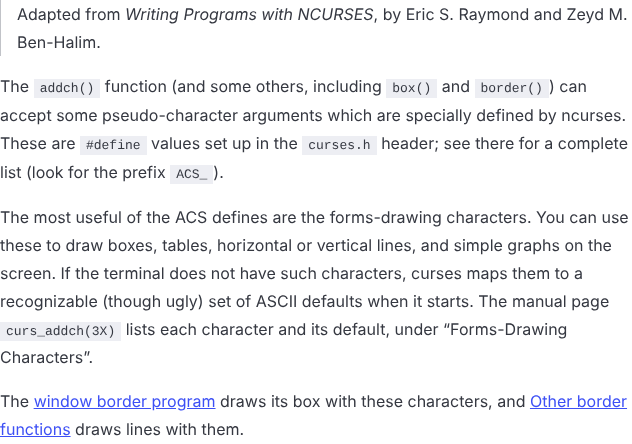 Adapted from Writing Programs with NCURSES, by Eric S. Raymond and Zeyd M.
Ben-Halim.
The addch() function (and some others, including box() and border()) can
accept some pseudo-character arguments which are specially defined by ncurses.
These are #define values set up in the curses.h header; see there for a complete
list (look for the prefix ACS_).
The most useful of the ACS defines are the forms-drawing characters. You can use
these to draw boxes, tables, horizontal or vertical lines, and simple graphs on the
screen. If the terminal does not have such characters, curses maps them to a
recognizable (though ugly) set of ASCII defaults when it starts. The manual page
curs_addch(3X) lists each character and its default, under “Forms-Drawing
Characters”.
The window border program draws its box with these characters, and Other border
functions draws lines with them.